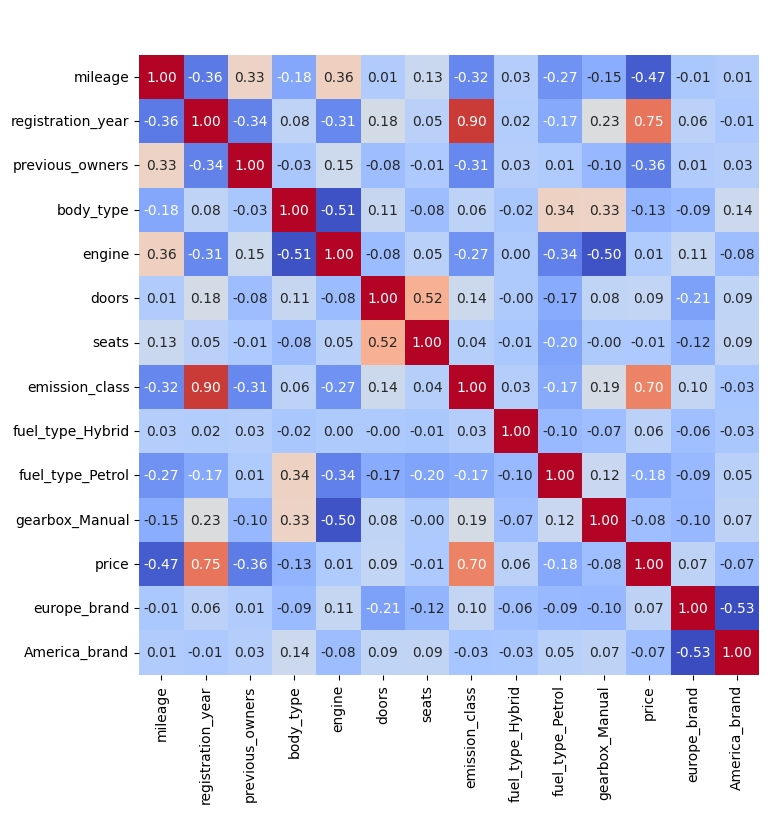 mileage 1.00 -0.36 0.33 -0.18 0.36 0.01 0.13 -0.32 0.03 -0.27 -0.15 -0.47 -0.01 0.01
registration_year -0.36 1.00 -0.34 0.08 -0.31 0.18 0.05 0.90 0.02 -0.17 0.23 0.75 0.06 -0.01
previous_owners 0.33 -0.34 1.00 -0.03 0.15 -0.08 -0.01 -0.31 0.03 0.01 -0.10 -0.36 0.01 0.03
body_type -0.18 0.08 -0.03 1.00 -0.51 0.11 -0.08 0.06 -0.02 0.34 0.33 -0.13 -0.09 0.14
engine 0.36 -0.31 0.15 -0.51 1.00 -0.08 0.05 -0.27 0.00 -0.34 -0.50 0.01 0.11 -0.08
doors 0.01 0.18 -0.08 0.11 -0.08 1.00 0.52 0.14 -0.00 -0.17 0.08 0.09 -0.21 0.09
seats 0.13 0.05 -0.01 -0.08 0.05 0.52 1.00 0.04 -0.01 -0.20 -0.00 -0.01 -0.12 0.09
emission_class -0.32 0.90 -0.31 0.06 -0.27 0.14 0.04 1.00 0.03 -0.17 0.19 0.70 0.10 -0.03
fuel_type_Hybrid 0.03 0.02 0.03 -0.02 0.00 -0.00 -0.01 0.03 1.00 -0.10 -0.07 0.06 -0.06 -0.03
fuel_type_Petrol -0.27 -0.17 0.01 0.34 -0.34 -0.17 -0.20 -0.17 -0.10 1.00 0.12 -0.18 -0.09 0.05
gearbox_Manual -0.15 0.23 -0.10 0.33 -0.50 0.08 -0.00 0.19 -0.07 0.12 1.00 -0.08 -0.10 0.07
price -0.47 0.75 -0.36 -0.13 0.01 0.09 -0.01 0.70 0.06 -0.18 -0.08 1.00 0.07 -0.07
europe_brand -0.01 0.06 0.01 -0.09 0.11 -0.21 -0.12 0.10 -0.06 -0.09 -0.10 0.07 1.00 -0.53
America_brand 0.01 -0.01 0.03 0.14 -0.08 0.09 0.09 -0.03 -0.03 0.05 0.07 -0.07 -0.53 1.00
mileage
registration_year
previous_owners
body_type
engine
doors
seats
emission_class
fuel_type_Hybrid
fuel_type_Petrol
gearbox_Manual
price
europe_brand
America_brand